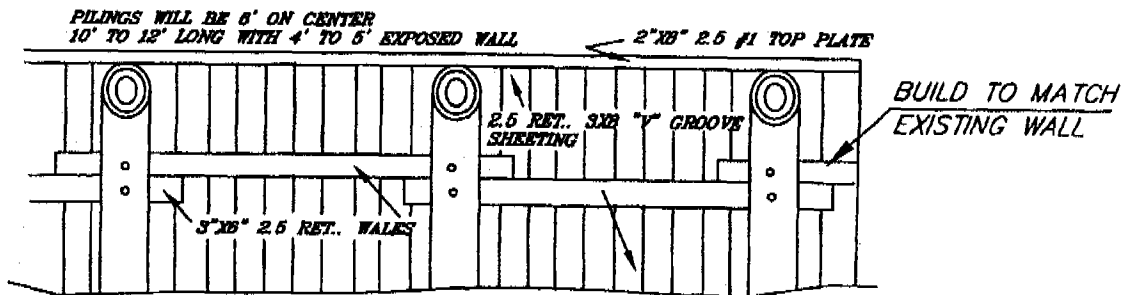 PILINGS WILL BE 6' ON CENTER
10' TO 12' LONG WITH 4' TO 5' EXPOSED WALL
2"X8" 2.5 #1 TOP PLATE
BUILD TO MATCH
EXISTING WALL
2.5 RET.. 3X8 "V" GROOVE
SHEETING
3"X6" 2.5 RET.. WALES